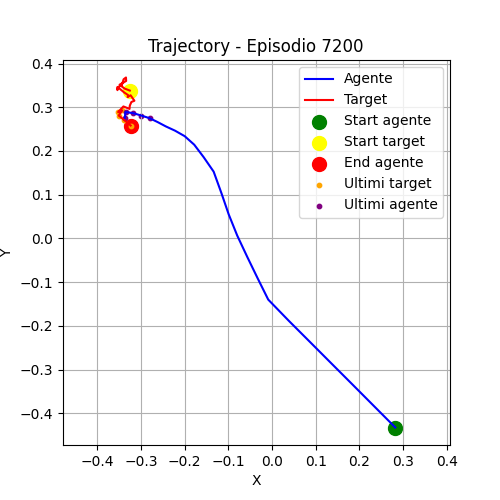 Trajectory - Episodio 7200
Agente
Target
Start agente
Start target
End agente
Ultimi target
Ultimi agente
0.4
0.3
0.2
0.1
0.0
−0.1
−0.2
−0.3
−0.4
Y
−0.4 −0.3 −0.2 −0.1 0.0 0.1 0.2 0.3 0.4
X